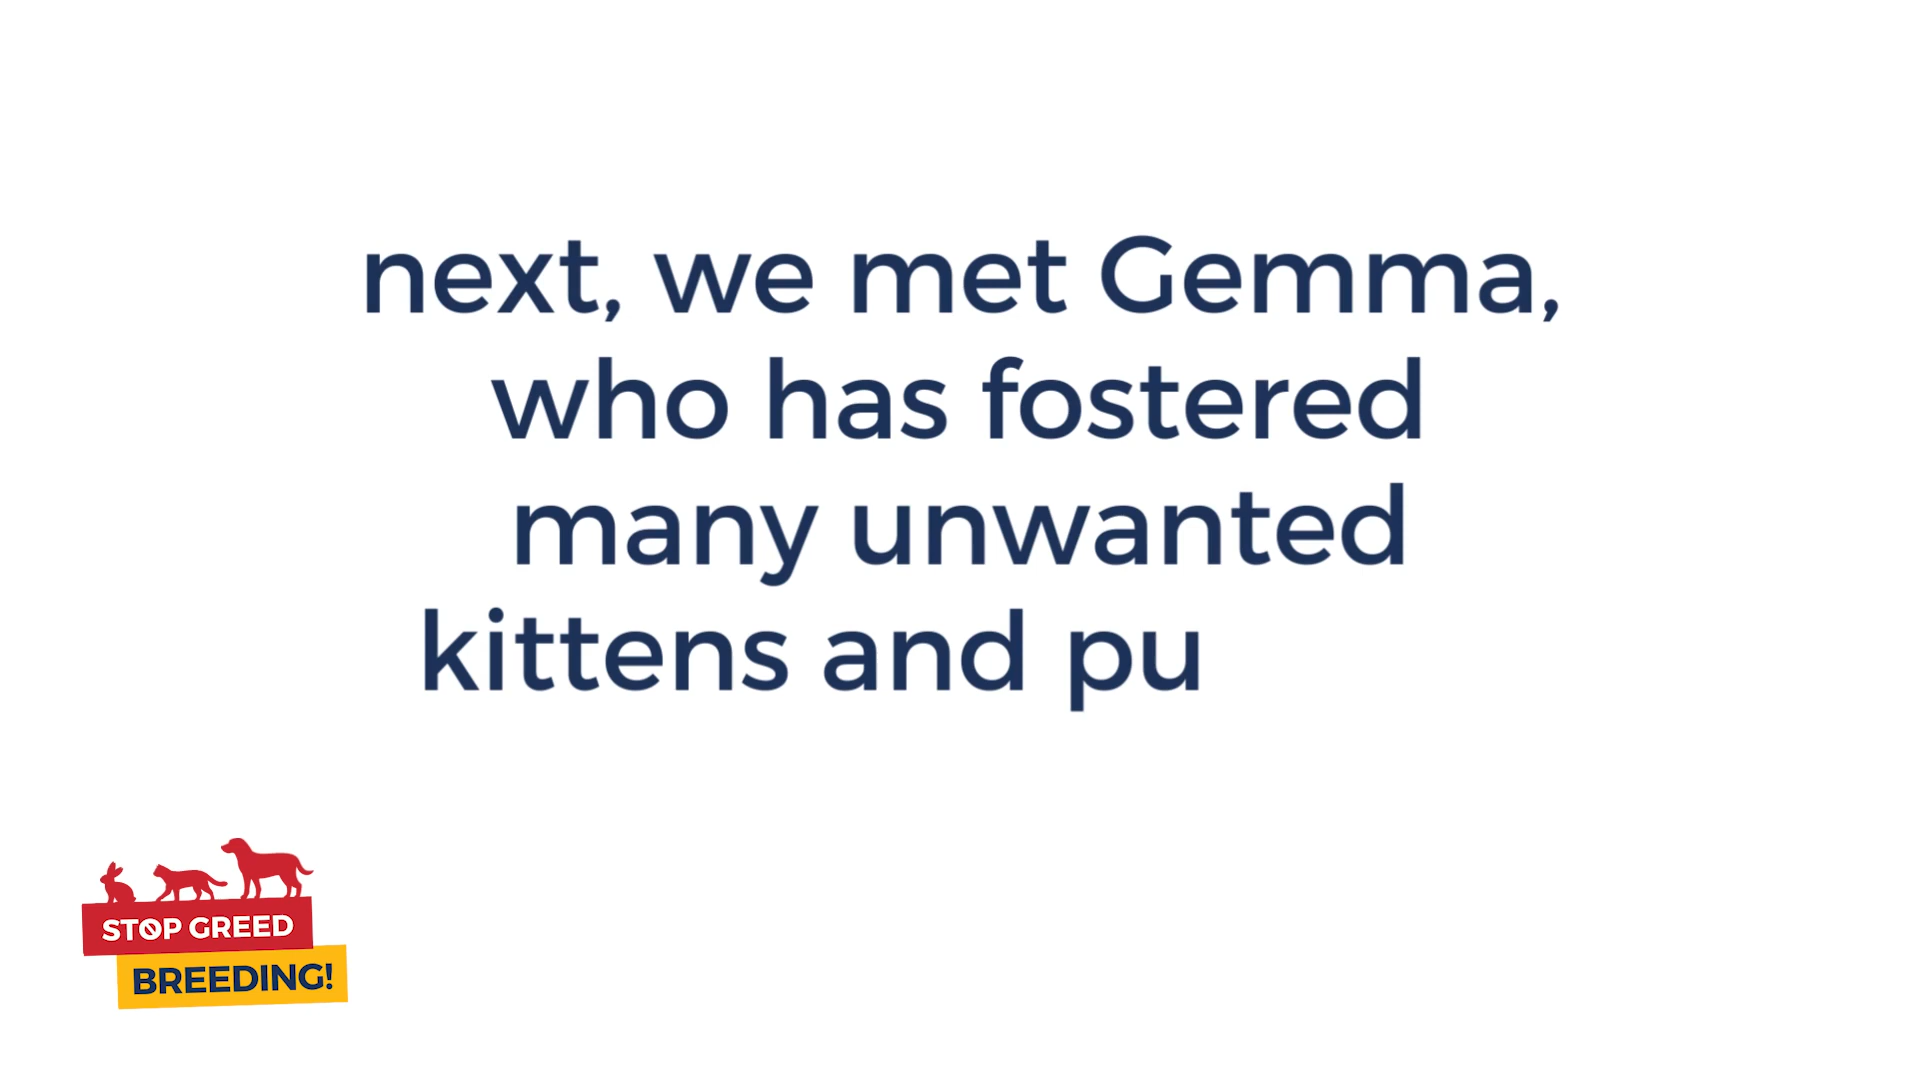 next, we met Gemma,
who has fostered
many unwanted
kittens and pu
STOP GREED
BREEDING!